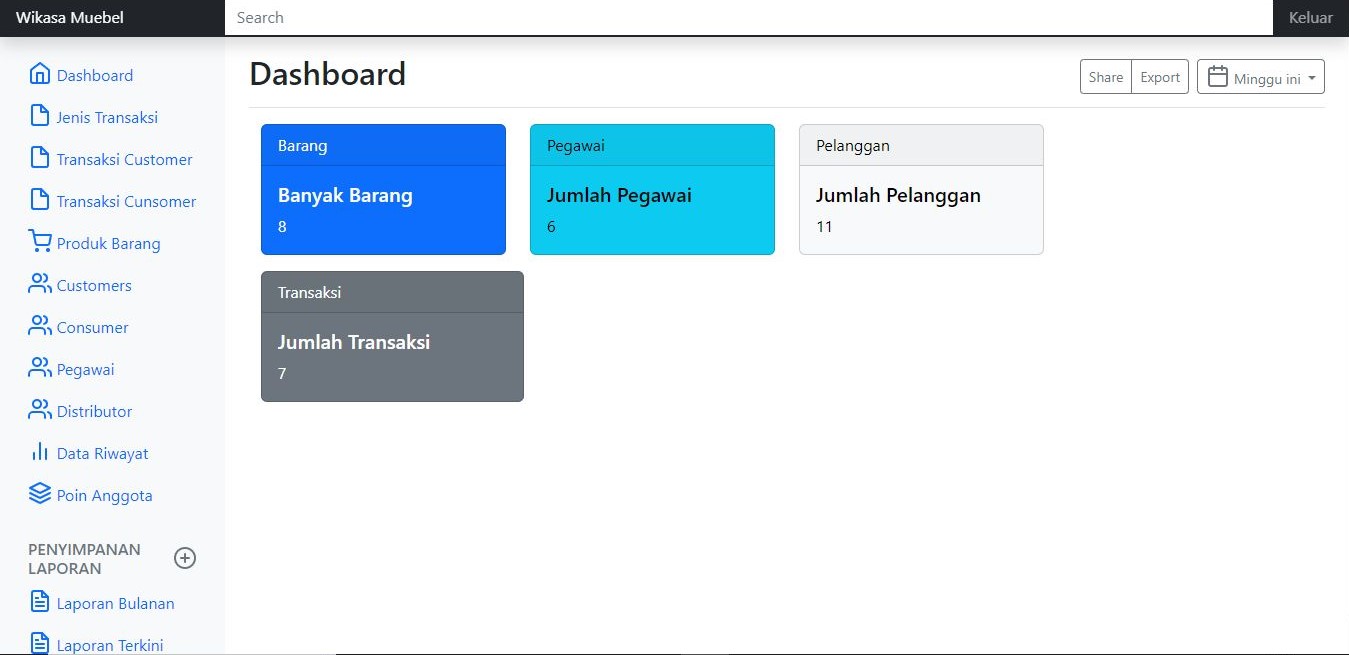 Wikasa Muebel
Search
Keluar
Dashboard
Jenis Transaksi
Transaksi Customer
Transaksi Cunsomer
Produk Barang
Customers
Consumer
Pegawai
Distributor
Data Riwayat
Poin Anggota
PENYIMPANAN
LAPORAN
Laporan Bulanan
Laporan Terkini
Dashboard
Share
Export
Minggu ini
Barang
Banyak Barang
8
Pegawai
Jumlah Pegawai
6
Pelanggan
Jumlah Pelanggan
11
Transaksi
Jumlah Transaksi
7